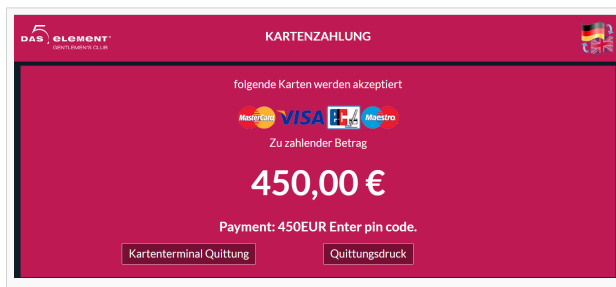 DAS 5 ELEMENT
GENTLEMEN'S CLUB
KARTENZAHLUNG
folgende Karten werden akzeptiert
MasterCard VISA EC Maestro
Zu zahlender Betrag
450,00 €
Payment: 450EUR Enter pin code.
Kartenterminal Quittung
Quittungsdruck